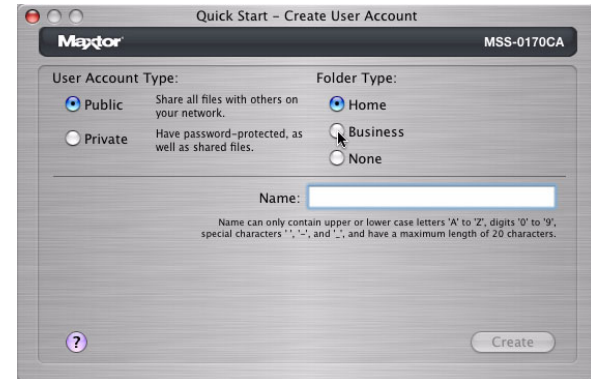 Quick Start – Create User Account
Maxtor
MSS-0170CA
User Account Type:
Folder Type:
Public
Share all files with others on
your network.
Home
Private
Have password-protected, as
well as shared files.
Business
None
Name:
Name can only contain upper or lower case letters 'A' to 'Z', digits '0' to '9',
special characters ' ', '-', and '_', and have a maximum length of 20 characters.
?
Create